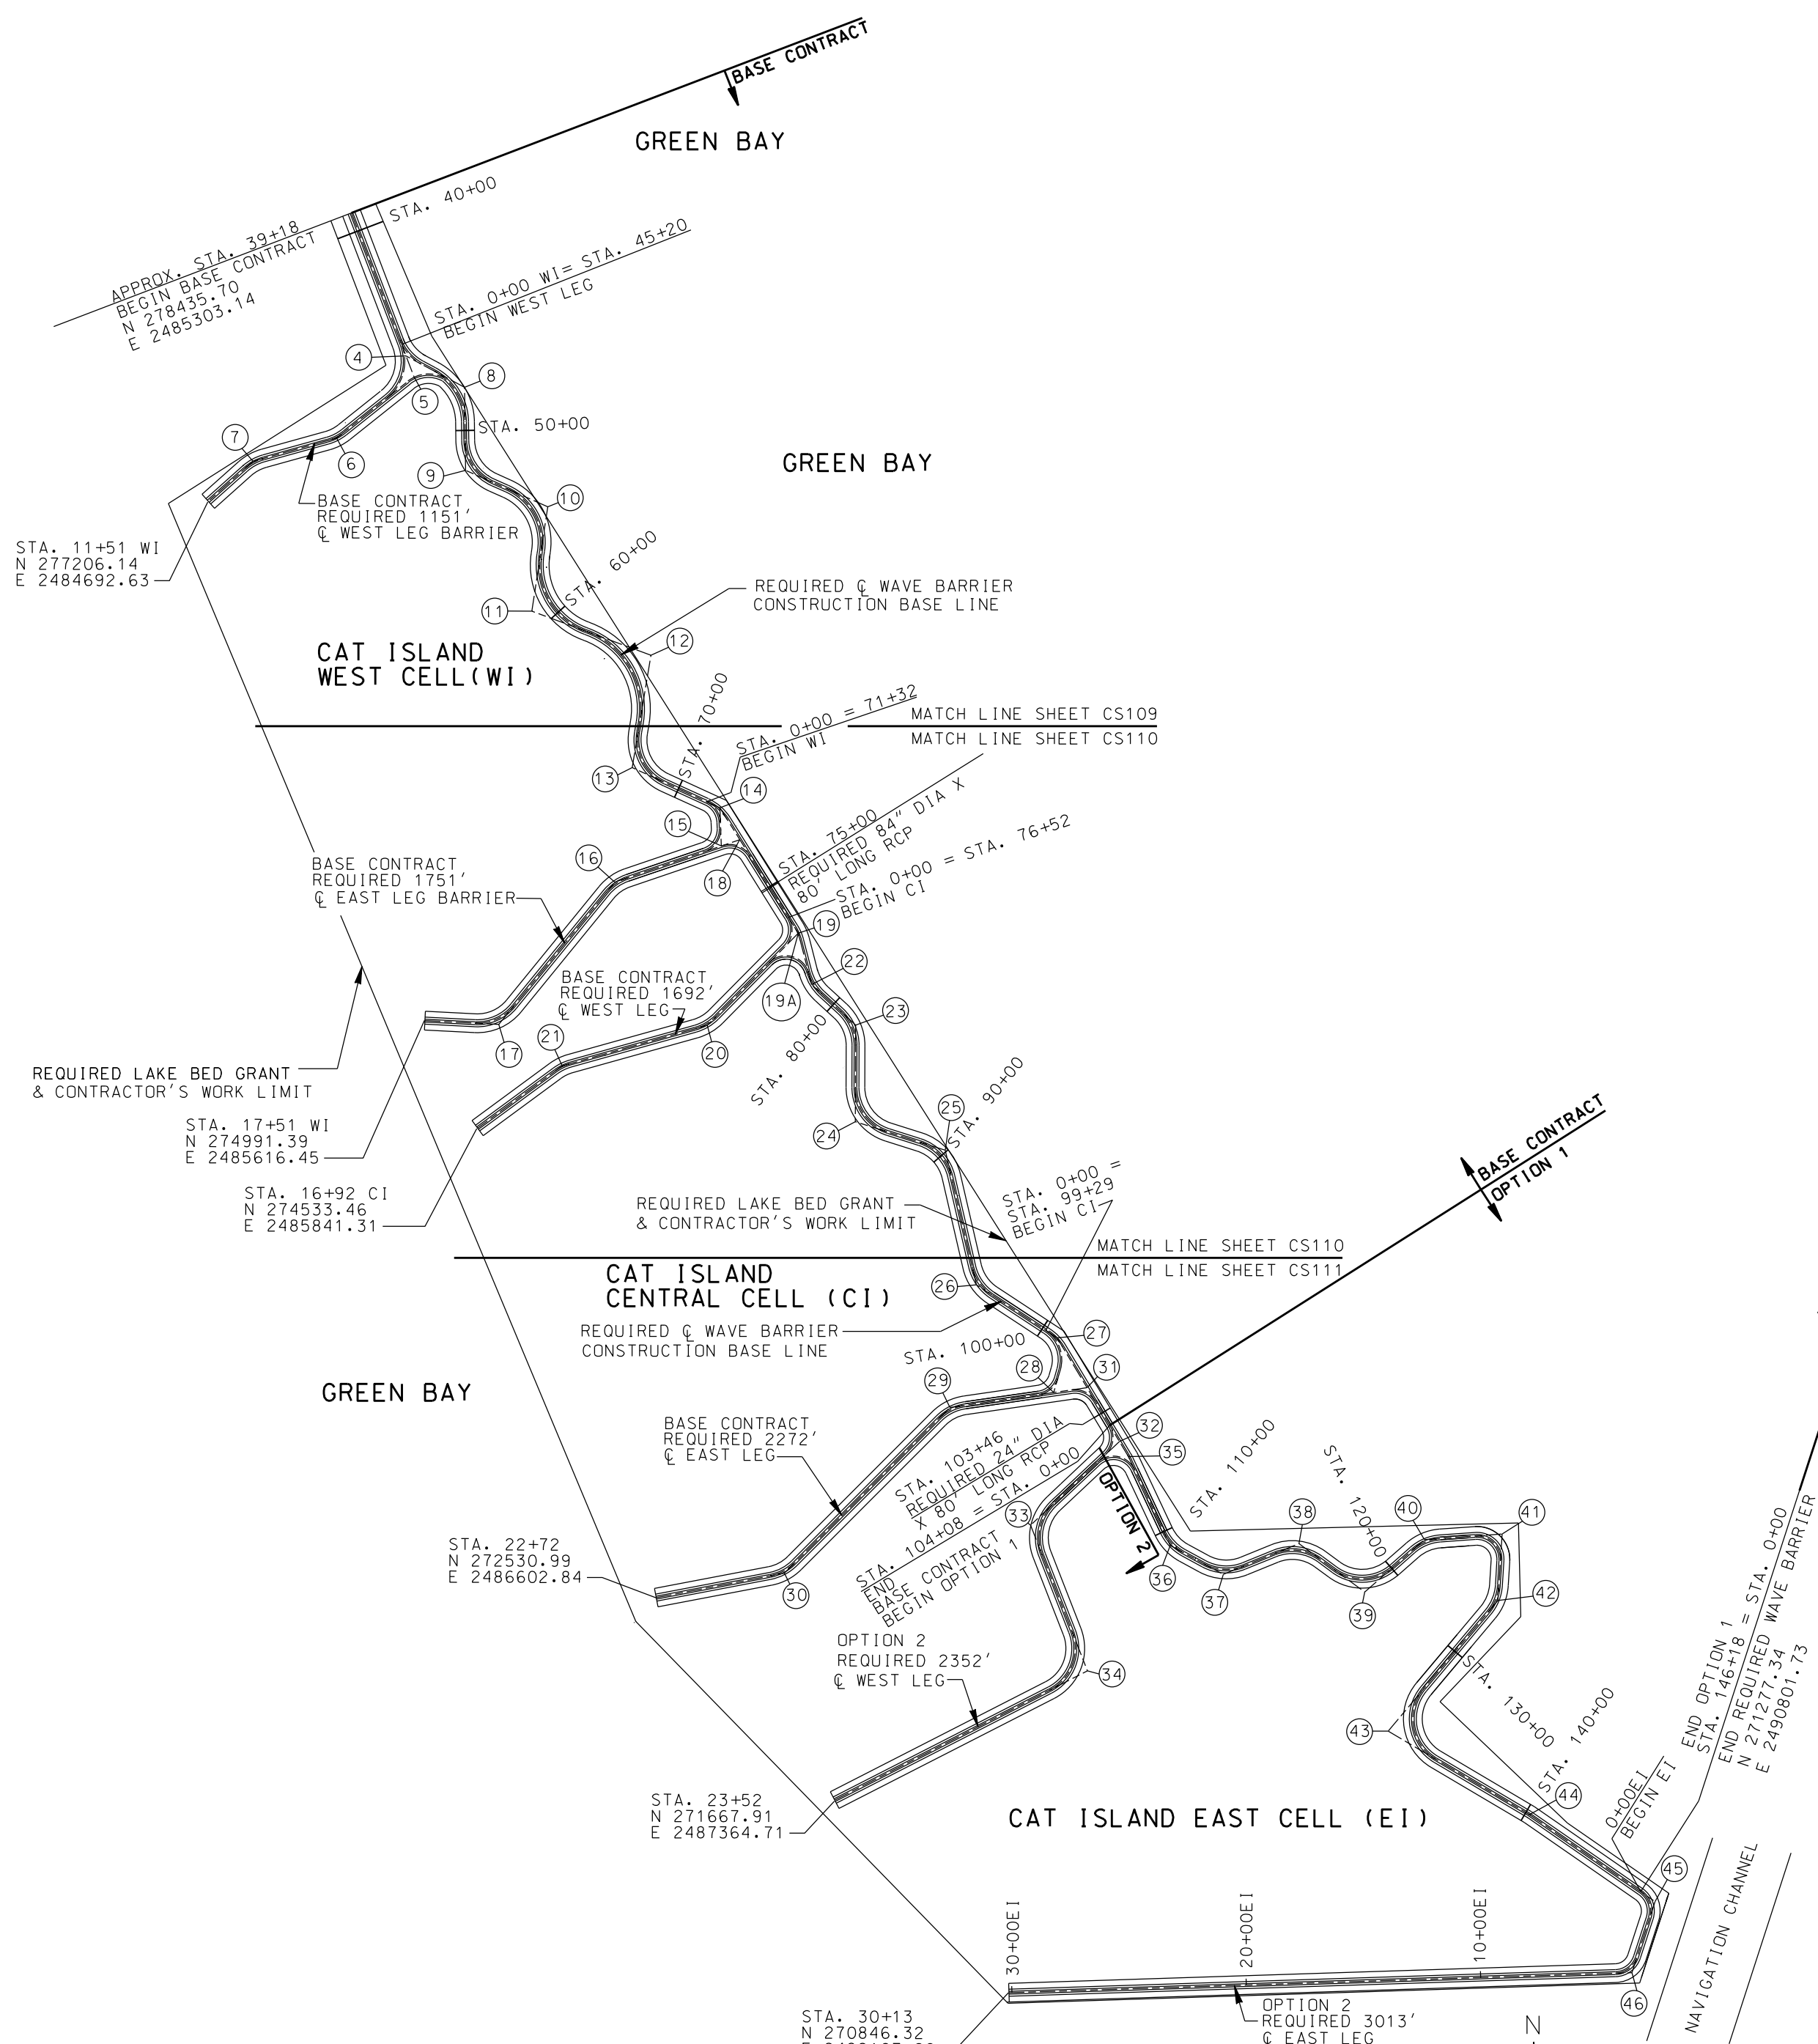 BASE CONTRACT
GREEN BAY
STA. 40+00
APPROX. STA. 39+18
BEGIN BASE CONTRACT
N 278435.70
E 2485303.14
STA. 0+00 WI= STA. 45+20
BEGIN WEST LEG
4
8
5
7
6
STA. 50+00
9
10
GREEN BAY
BASE CONTRACT
REQUIRED 1151'
℄ WEST LEG BARRIER
STA. 11+51 WI
N 277206.14
E 2484692.63
STA. 60+00
REQUIRED ℄ WAVE BARRIER
CONSTRUCTION BASE LINE
11
12
CAT ISLAND
WEST CELL(WI)
STA. 70+00
STA. 0+00 = 71+32
BEGIN WI
MATCH LINE SHEET CS109
MATCH LINE SHEET CS110
13
14
15
STA. 75+00
REQUIRED 84" DIA X
80' LONG RCP
STA. 0+00 = STA. 76+52
BEGIN CI
BASE CONTRACT
REQUIRED 1751'
℄ EAST LEG BARRIER
16
18
19
22
BASE CONTRACT
REQUIRED 1692'
℄ WEST LEG
19A
23
17
21
20
STA. 80+00
REQUIRED LAKE BED GRANT
& CONTRACTOR'S WORK LIMIT
STA. 17+51 WI
N 274991.39
E 2485616.45
STA. 90+00
25
24
BASE CONTRACT
OPTION 1
STA. 16+92 CI
N 274533.46
E 2485841.31
REQUIRED LAKE BED GRANT
& CONTRACTOR'S WORK LIMIT
STA. 0+00 =
STA. 99+29
BEGIN CI
MATCH LINE SHEET CS110
MATCH LINE SHEET CS111
CAT ISLAND
CENTRAL CELL (CI)
26
REQUIRED ℄ WAVE BARRIER
CONSTRUCTION BASE LINE
27
STA. 100+00
28
31
GREEN BAY
29
BASE CONTRACT
REQUIRED 2272'
℄ EAST LEG
STA. 103+46
REQUIRED 24" DIA
X 80' LONG RCP
STA. 104+08 = STA. 0+00
END
BASE CONTRACT
BEGIN OPTION 1
32
35
33
OPTION 2
STA. 110+00
STA. 120+00
38
40
41
36
37
39
42
STA. 22+72
N 272530.99
E 2486602.84
30
OPTION 2
REQUIRED 2352'
℄ WEST LEG
34
STA. 130+00
43
STA. 140+00
44
END OPTION 1
STA. 146+18 = STA. 0+00
END REQUIRED WAVE BARRIER
N 271277.34
E 2490801.73
STA. 23+52
N 271667.91
E 2487364.71
CAT ISLAND EAST CELL (EI)
0+00EI
BEGIN EI
45
NAVIGATION CHANNEL
30+00EI
20+00EI
10+00EI
46
STA. 30+13
N 270846.32
OPTION 2
REQUIRED 3013'
℄ EAST LEG
N